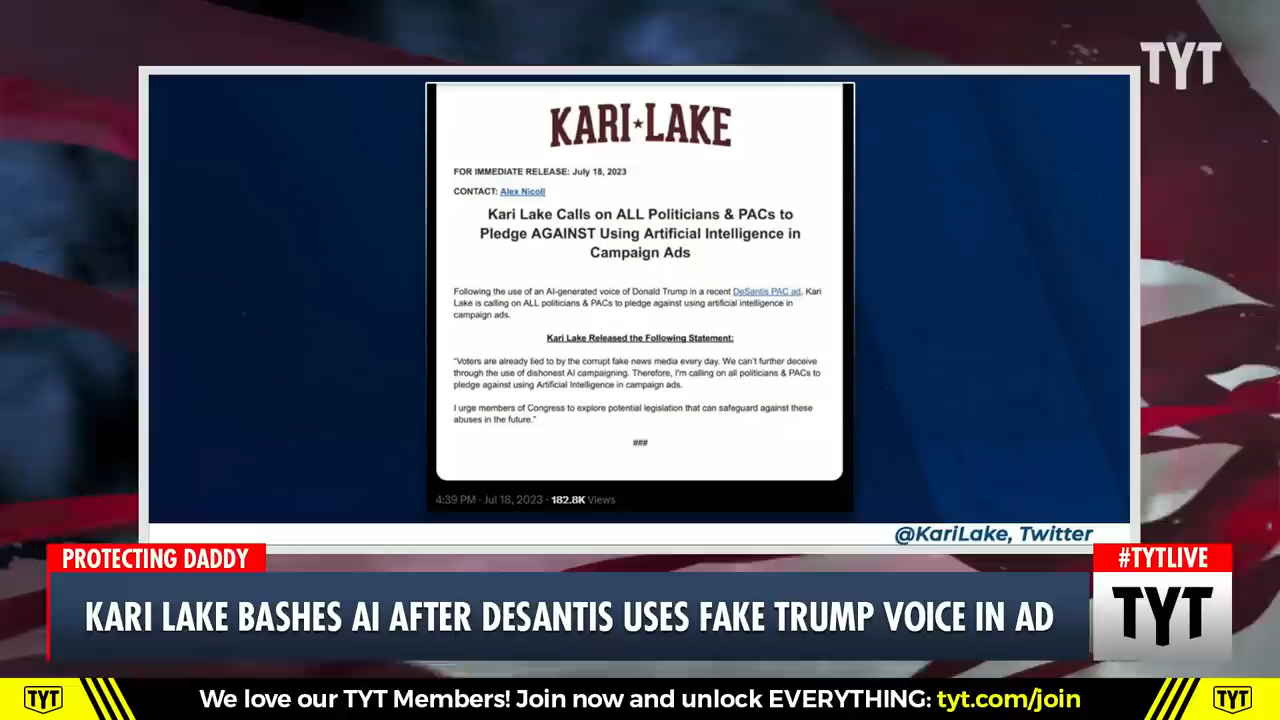 TYT
KARI★LAKE
FOR IMMEDIATE RELEASE: July 18, 2023
CONTACT: Alex Nicoll
Kari Lake Calls on ALL Politicians & PACs to
Pledge AGAINST Using Artificial Intelligence in
Campaign Ads
Following the use of an AI-generated voice of Donald Trump in a recent DeSantis PAC ad, Kari
Lake is calling on ALL politicians & PACs to pledge against using artificial intelligence in
campaign ads.
Kari Lake Released the Following Statement:
"Voters are already lied to by the corrupt fake news media every day. We can't further deceive
through the use of dishonest AI campaigning. Therefore, I'm calling on all politicians & PACs to
pledge against using Artificial Intelligence in campaign ads.
I urge members of Congress to explore potential legislation that can safeguard against these
abuses in the future."
###
4:39 PM · Jul 18, 2023 · 182.8K Views
@KariLake, Twitter
PROTECTING DADDY
#TYTLIVE
KARI LAKE BASHES AI AFTER DESANTIS USES FAKE TRUMP VOICE IN AD
TYT
TYT
We love our TYT Members! Join now and unlock EVERYTHING: tyt.com/join
TYT